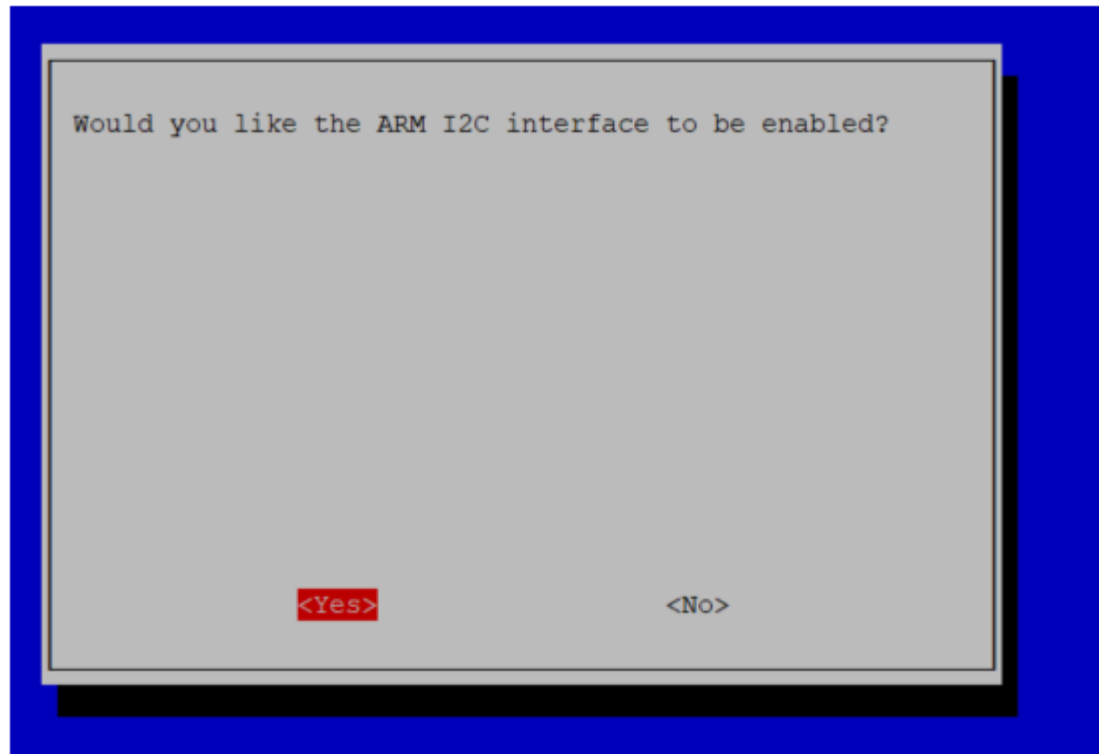 Would you like the ARM I2C interface to be enabled?
<Yes> <No>